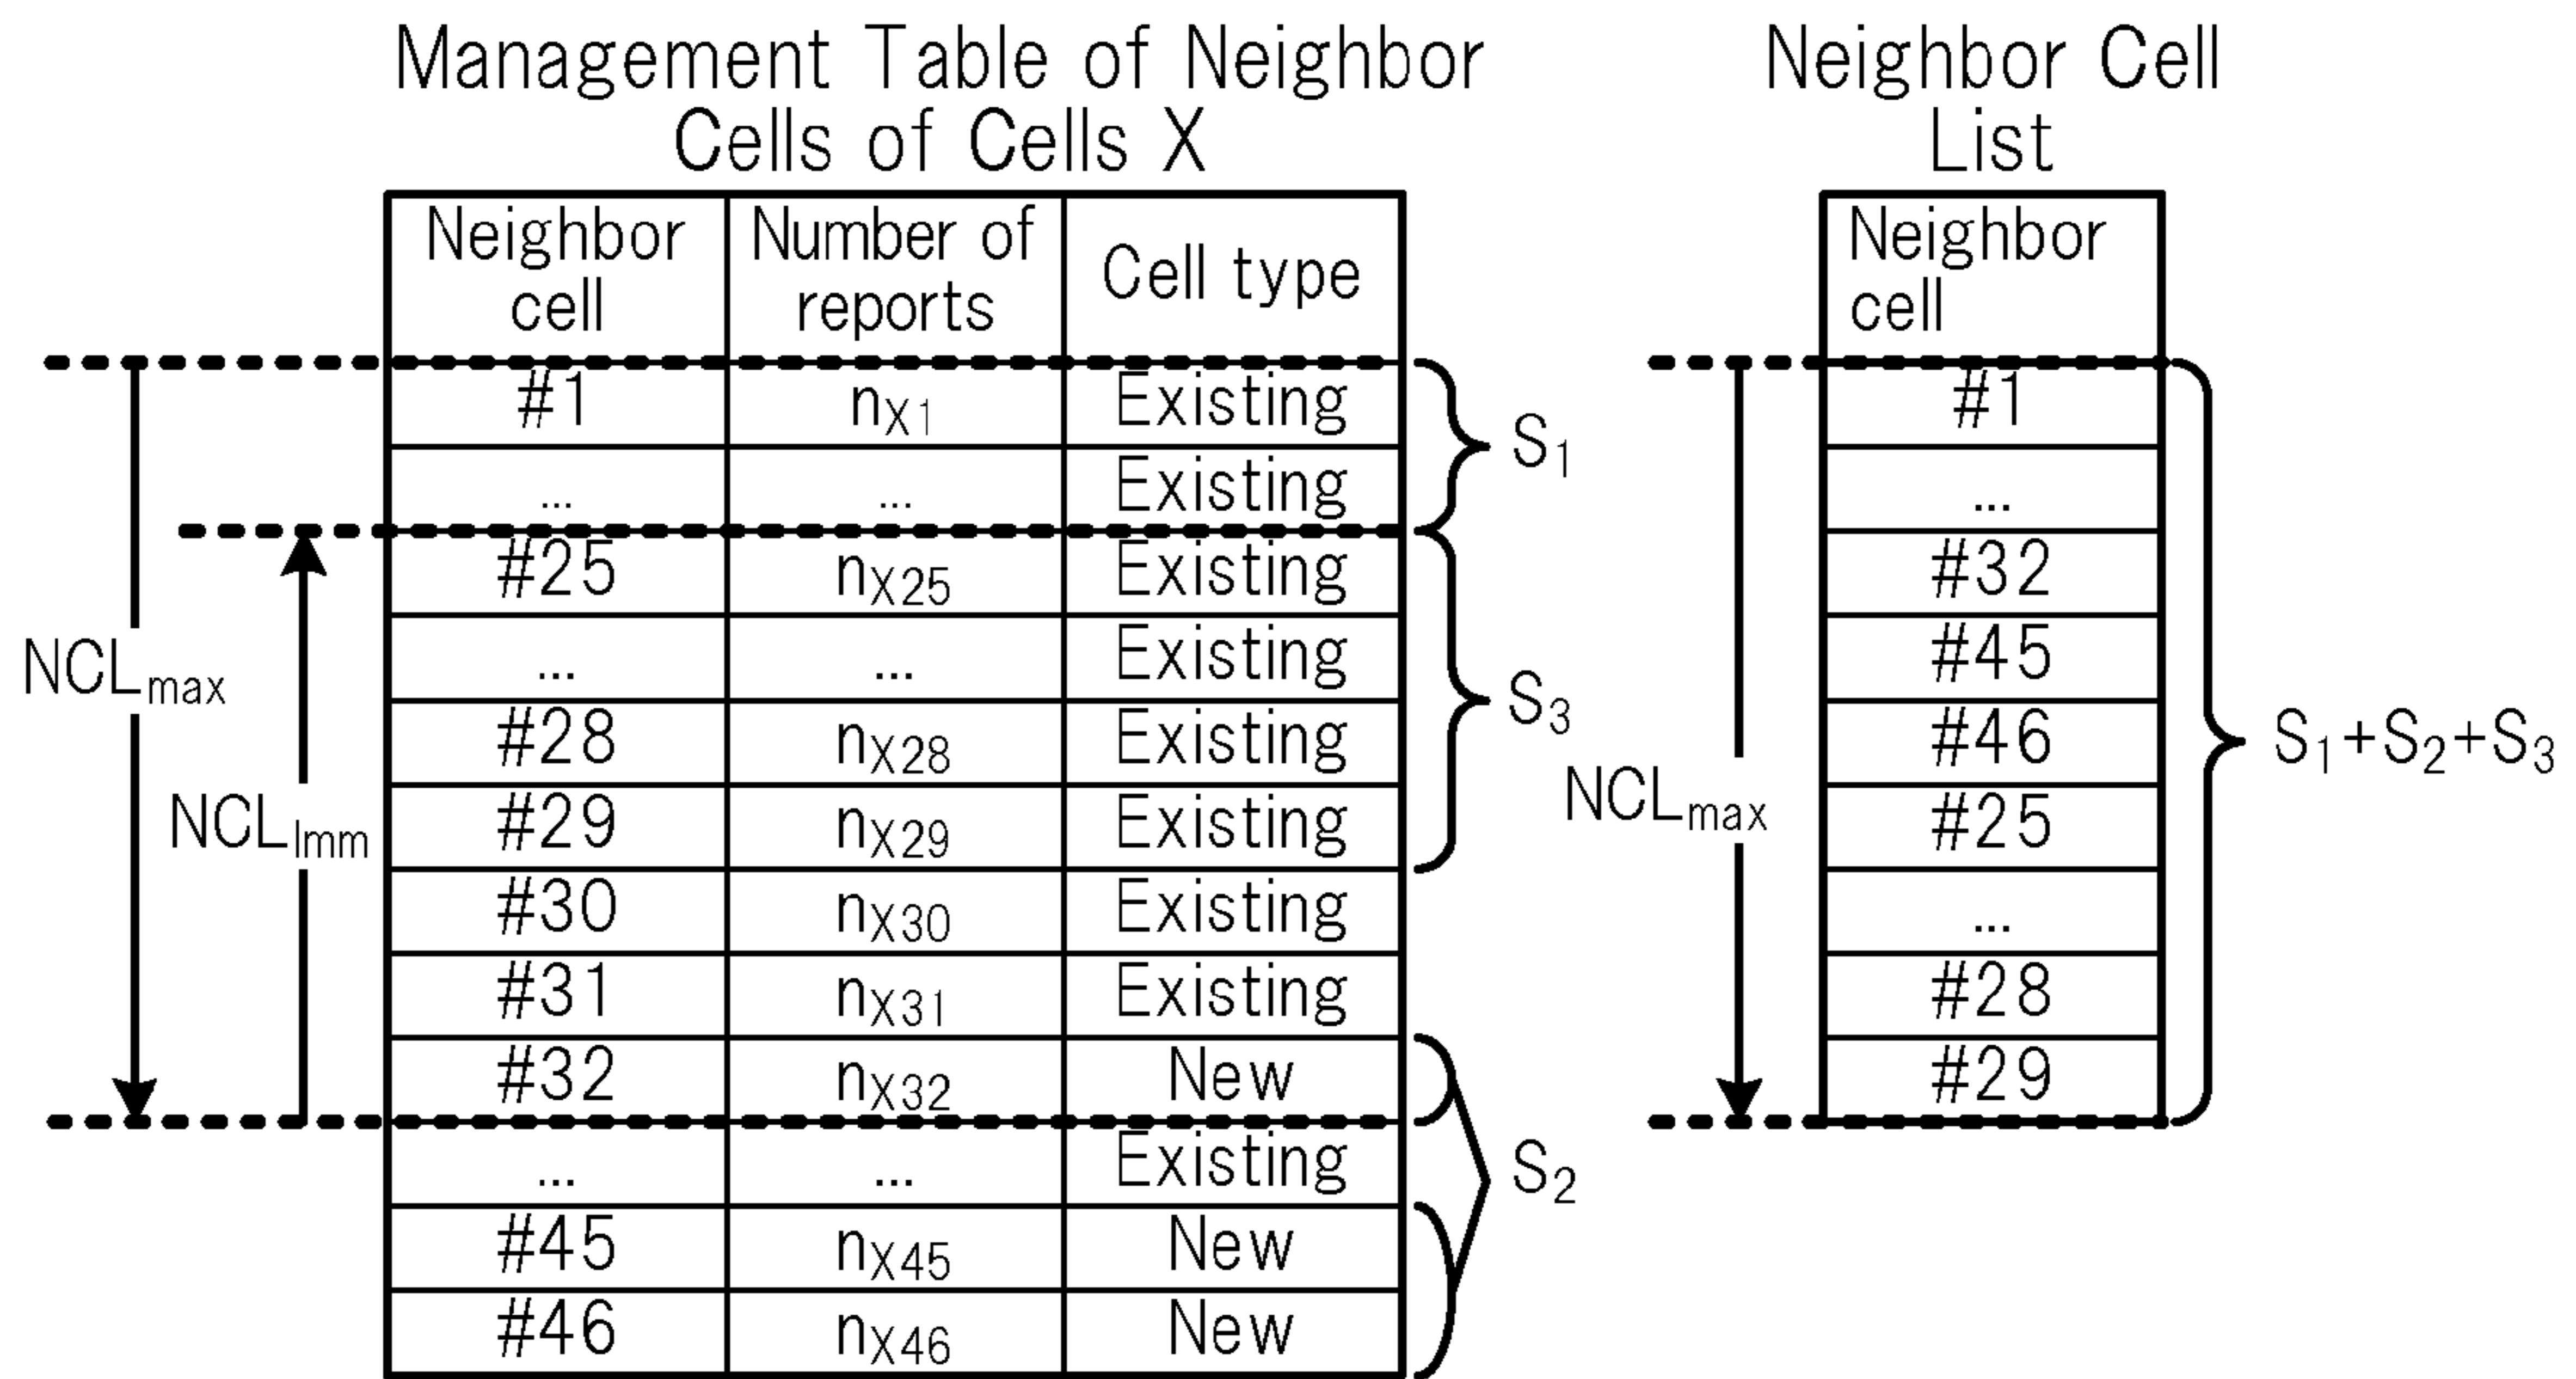 Management Table of Neighbor
Cells of Cells X
Neighbor cell | Number of reports | Cell type
#1 | nX1 | Existing
... | ... | Existing
#25 | nX25 | Existing
... | ... | Existing
#28 | nX28 | Existing
#29 | nX29 | Existing
#30 | nX30 | Existing
#31 | nX31 | Existing
#32 | nX32 | New
... | ... | Existing
#45 | nX45 | New
#46 | nX46 | New
NCLmax
NCLlmm
S1
S3
S2
Neighbor Cell
List
Neighbor
cell
#1
...
#32
#45
#46
#25
...
#28
#29
NCLmax
S1+S2+S3